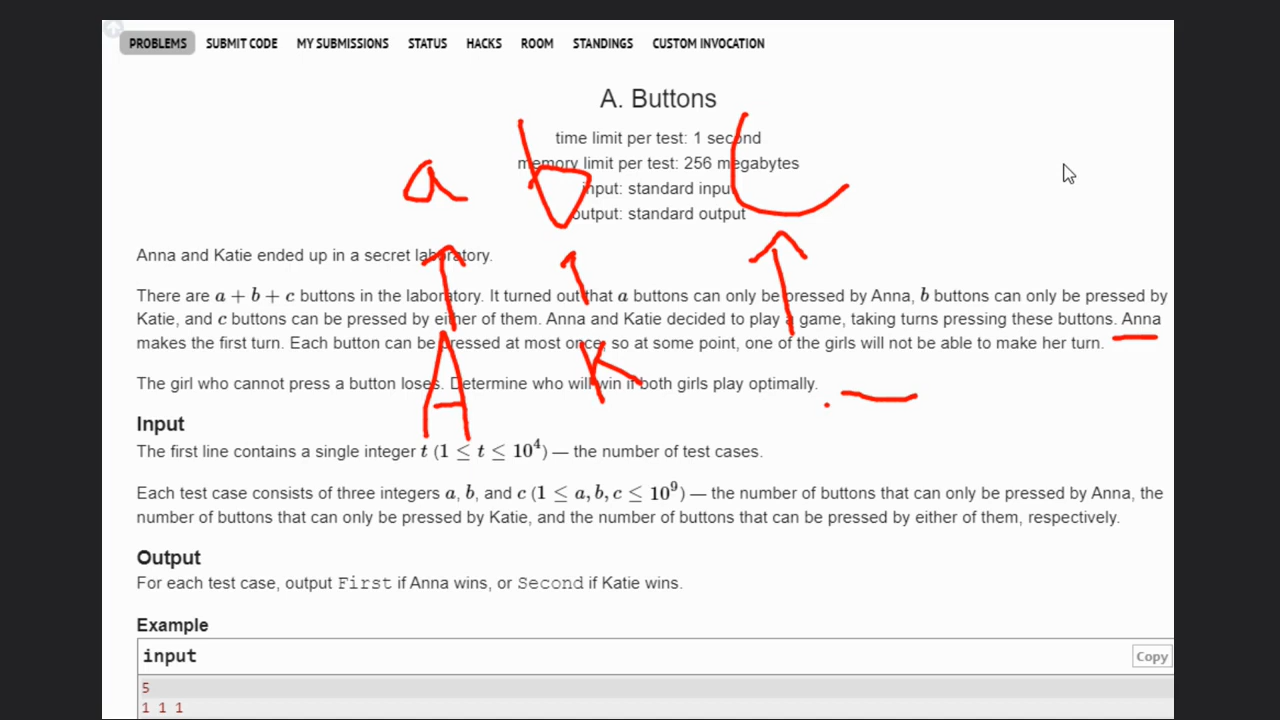 PROBLEMS SUBMIT CODE MY SUBMISSIONS STATUS HACKS ROOM STANDINGS CUSTOM INVOCATION
A. Buttons
time limit per test: 1 second
memory limit per test: 256 megabytes
input: standard input
output: standard output
a b C
Anna and Katie ended up in a secret laboratory.
There are a + b + c buttons in the laboratory. It turned out that a buttons can only be pressed by Anna, b buttons can only be pressed by
Katie, and c buttons can be pressed by either of them. Anna and Katie decided to play a game, taking turns pressing these buttons. Anna
makes the first turn. Each button can be pressed at most once, so at some point, one of the girls will not be able to make her turn.
A K
The girl who cannot press a button loses. Determine who will win if both girls play optimally.
Input
The first line contains a single integer t (1 ≤ t ≤ 10⁴) — the number of test cases.
Each test case consists of three integers a, b, and c (1 ≤ a, b, c ≤ 10⁹) — the number of buttons that can only be pressed by Anna, the
number of buttons that can only be pressed by Katie, and the number of buttons that can be pressed by either of them, respectively.
Output
For each test case, output First if Anna wins, or Second if Katie wins.
Example
input
Copy
5
1 1 1